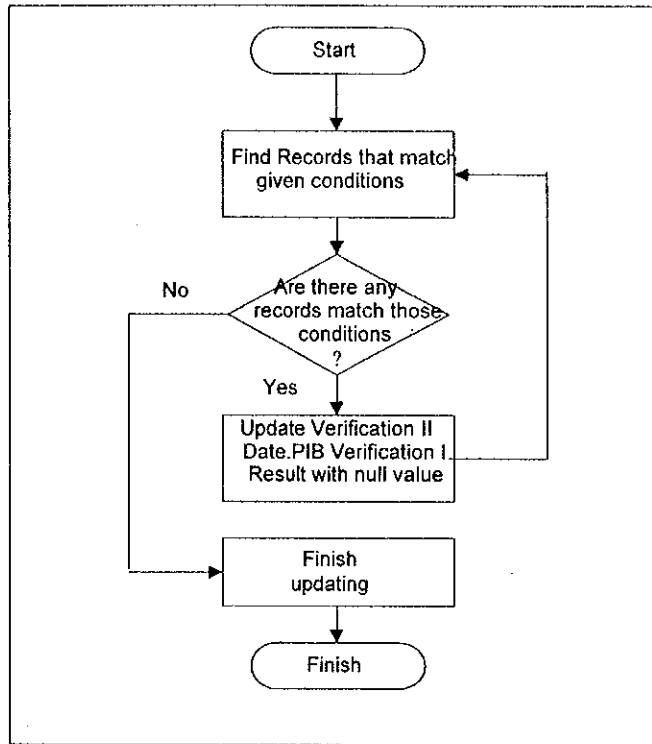 Start
Find Records that match
given conditions
Are there any
records match those
conditions
?
No
Yes
Update Verification II
Date.PIB Verification I
Result with null value
Finish
updating
Finish